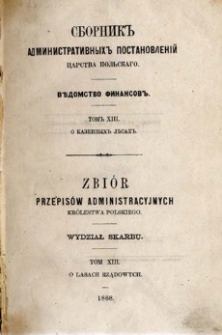 СБОРНИКЪ
АДМИНИСТРАТИВНЫХЪ ПОСТАНОВЛЕНІЙ
ЦАРСТВА ПОЛЬСКАГО.
ВѢДОМСТВО ФИНАНСОВЪ.
ТОМЪ XIII.
О КАЗЕННЫХЪ ЛѢСАХЪ.
ZBIÓR
PRZEPISÓW ADMINISTRACYJNYCH
KRÓLESTWA POLSKIEGO.
WYDZIAŁ SKARBU.
TOM XIII.
O LASACH RZĄDOWYCH.
1868.